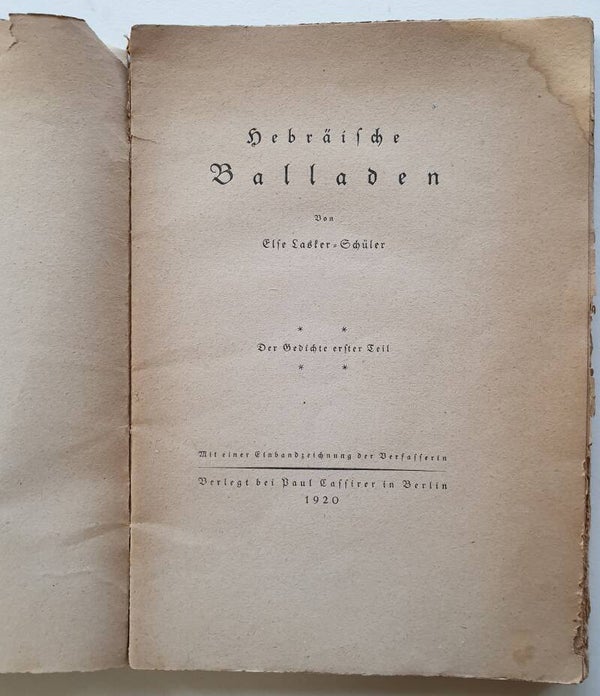 Hebräiſche
Balladen
Von
Elſe Lasker-Schüler
* *
Der Gedichte erſter Teil
* *
Mit einer Einbandzeichnung der Verfaſſerin
Verlegt bei Paul Caſſirer in Berlin
1920